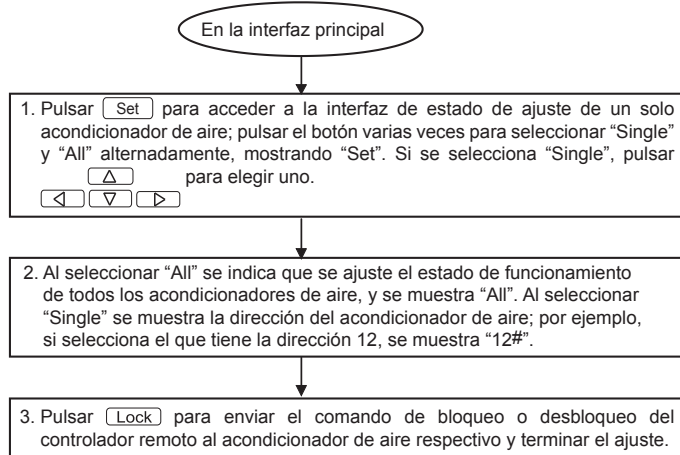 En la interfaz principal
1. Pulsar Set para acceder a la interfaz de estado de ajuste de un solo
acondicionador de aire; pulsar el botón varias veces para seleccionar “Single”
y “All” alternadamente, mostrando “Set”. Si se selecciona “Single”, pulsar
△ para elegir uno.
◁ ▽ ▷
2. Al seleccionar “All” se indica que se ajuste el estado de funcionamiento
de todos los acondicionadores de aire, y se muestra “All”. Al seleccionar
“Single” se muestra la dirección del acondicionador de aire; por ejemplo,
si selecciona el que tiene la dirección 12, se muestra “12#”.
3. Pulsar Lock para enviar el comando de bloqueo o desbloqueo del
controlador remoto al acondicionador de aire respectivo y terminar el ajuste.